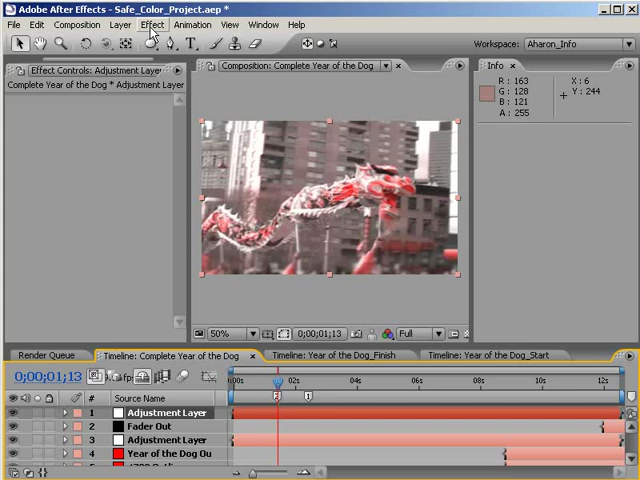 Adobe After Effects - Safe_Color_Project.aep *
File Edit Composition Layer Effect Animation View Window Help
Workspace: Aharon_Info
Effect Controls: Adjustment Layer
Complete Year of the Dog * Adjustment Layer
Composition: Complete Year of the Dog
Info
R : 163
G : 128
B : 121
A : 255
X : 6
Y : 244
50%
0;00;01;13
Full
Render Queue
Timeline: Complete Year of the Dog
Timeline: Year of the Dog_Finish
Timeline: Year of the Dog_Start
0;00;01;13
:00s 02s 04s 06s 08s 10s 12s
2 1
# Source Name
1 Adjustment Layer
2 Fader Out
3 Adjustment Layer
4 Year of the Dog Ou